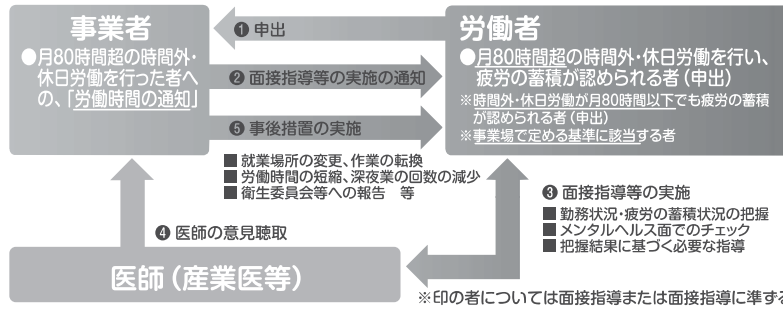 事業者
●月80時間超の時間外・
休日労働を行った者へ
の、「労働時間の通知」
❶ 申出
❷ 面接指導等の実施の通知
❺ 事後措置の実施
■ 就業場所の変更、作業の転換
■ 労働時間の短縮、深夜業の回数の減少
■ 衛生委員会等への報告 等
労働者
●月80時間超の時間外・休日労働を行い、
疲労の蓄積が認められる者（申出）
※時間外・休日労働が月80時間以下でも疲労の蓄積
が認められる者（申出）
※事業場で定める基準に該当する者
❸ 面接指導等の実施
■ 勤務状況・疲労の蓄積状況の把握
■ メンタルヘルス面でのチェック
■ 把握結果に基づく必要な指導
❹ 医師の意見聴取
医師（産業医等）
※印の者については面接指導または面接指導に準ずる